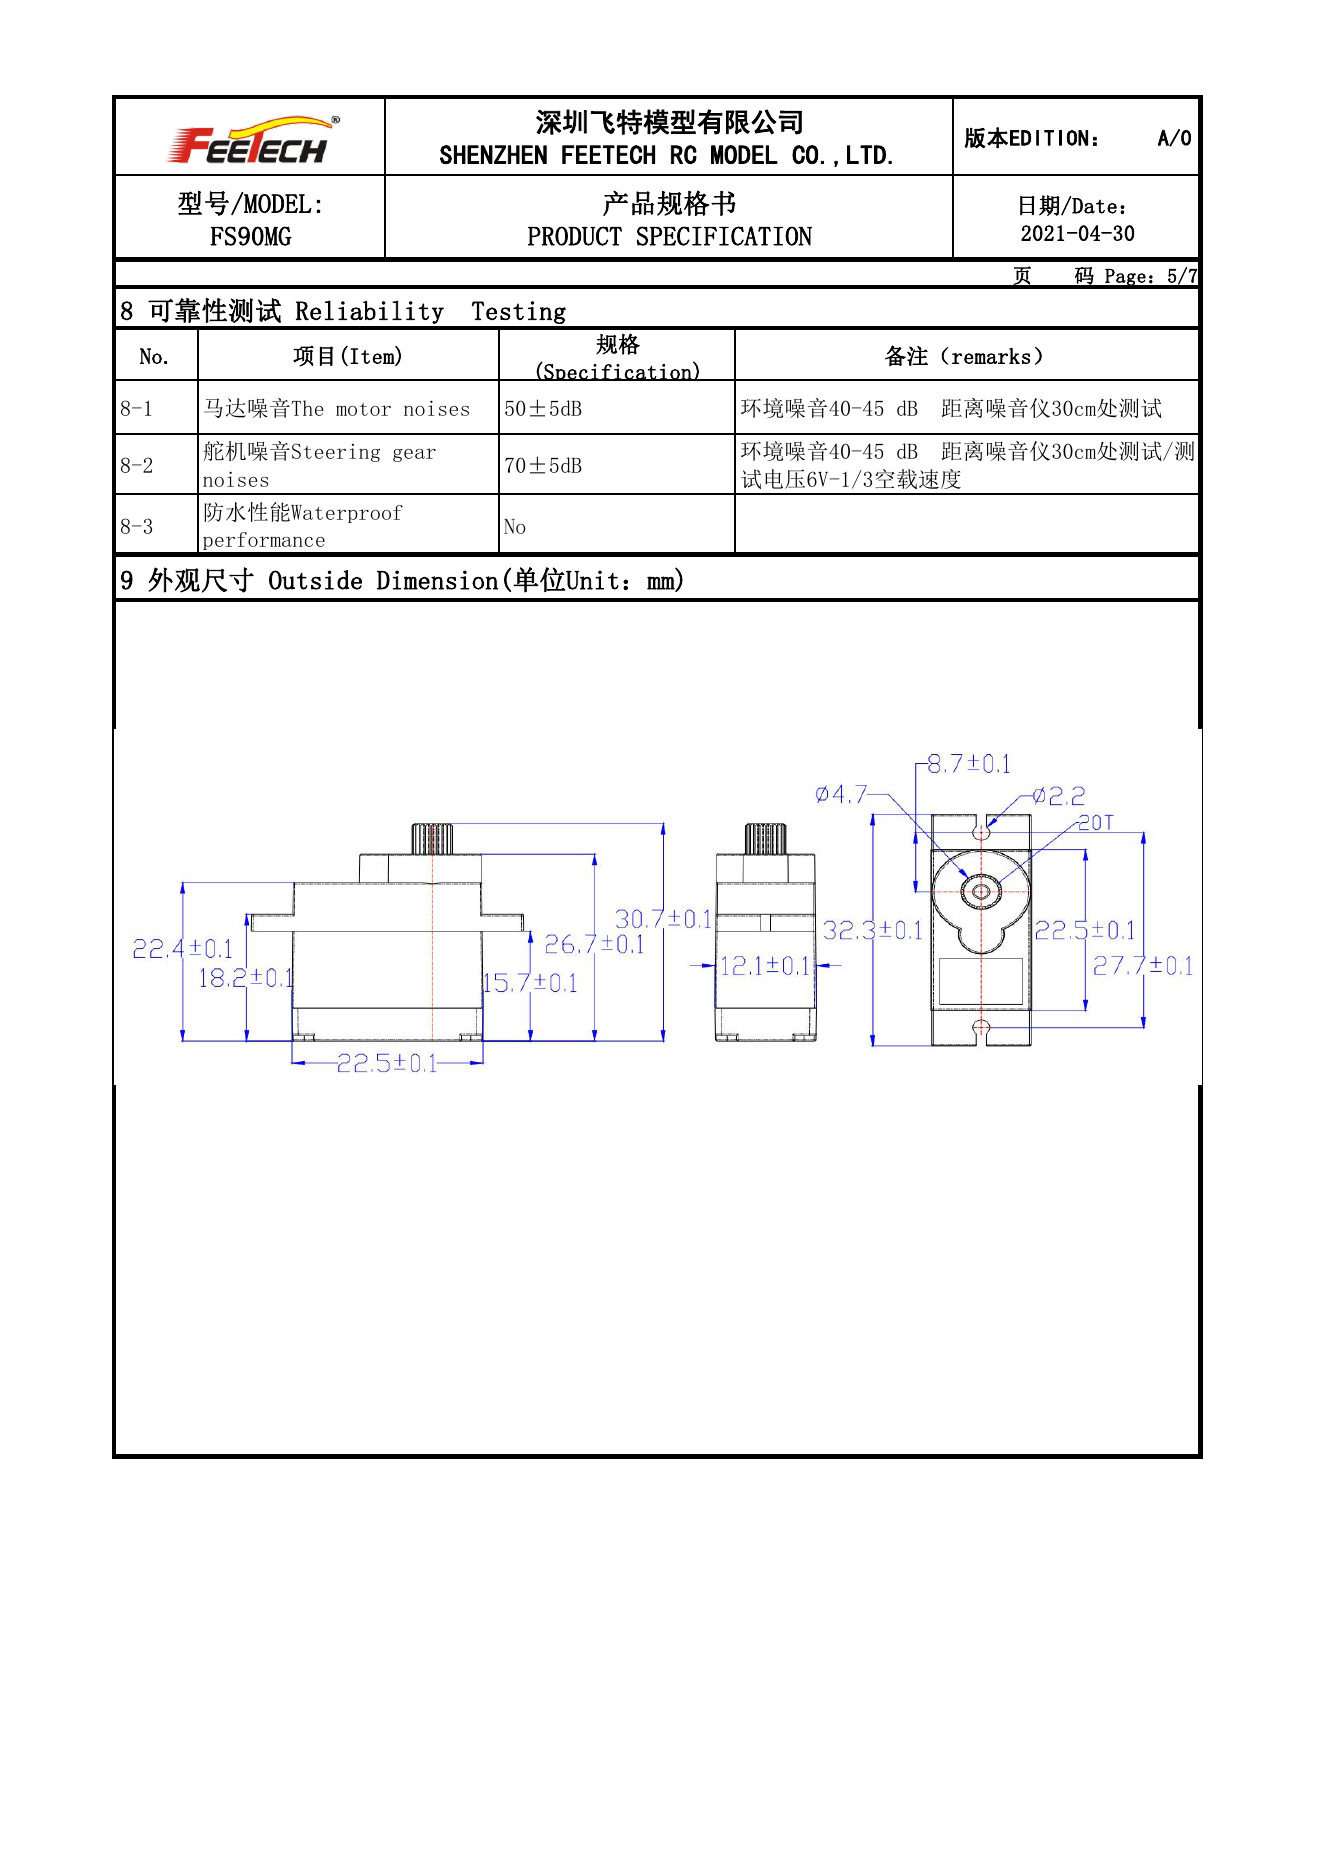 FEETECH®
深圳飞特模型有限公司
SHENZHEN FEETECH RC MODEL CO.,LTD.
版本EDITION： A/0
型号/MODEL:
FS90MG
产品规格书
PRODUCT SPECIFICATION
日期/Date：
2021-04-30
页 码 Page：5/7
8 可靠性测试 Reliability Testing
No.
项目(Item)
规格
(Specification)
备注（remarks）
8-1
马达噪音The motor noises
50±5dB
环境噪音40-45 dB 距离噪音仪30cm处测试
8-2
舵机噪音Steering gear
noises
70±5dB
环境噪音40-45 dB 距离噪音仪30cm处测试/测
试电压6V-1/3空载速度
8-3
防水性能Waterproof
performance
No
9 外观尺寸 Outside Dimension(单位Unit：mm)
22.4±0.1
18.2±0.1
22.5±0.1
15.7±0.1
26.7±0.1
30.7±0.1
12.1±0.1
8.7±0.1
Ø4.7
Ø2.2
20T
32.3±0.1
22.5±0.1
27.7±0.1